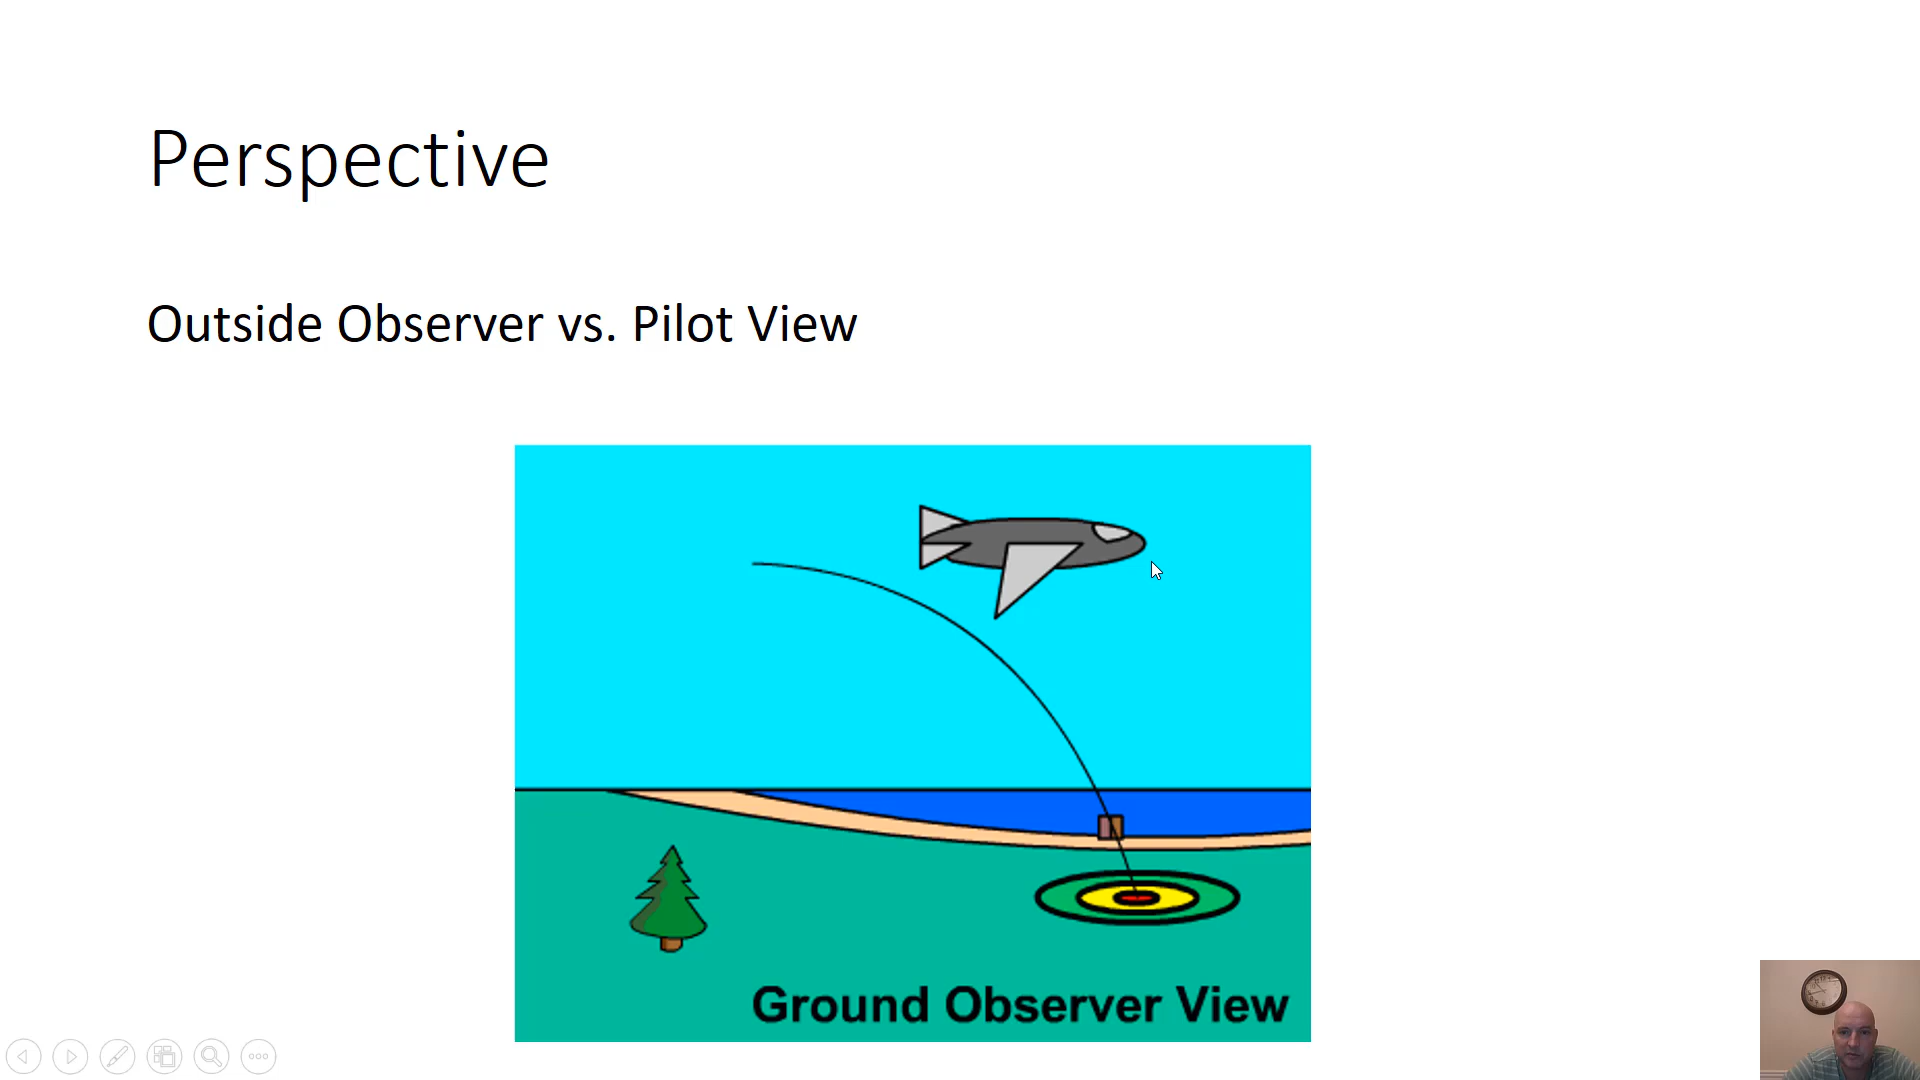 Perspective
Outside Observer vs. Pilot View
Ground Observer View